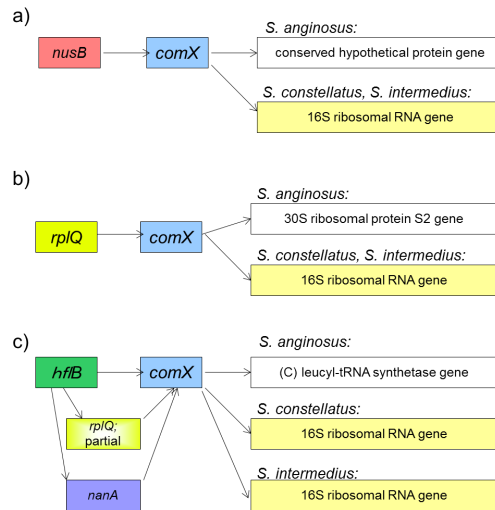 a)
S. anginosus:
nusB
comX
conserved hypothetical protein gene
S. constellatus, S. intermedius:
16S ribosomal RNA gene
b)
S. anginosus:
30S ribosomal protein S2 gene
rplQ
comX
S. constellatus, S. intermedius:
16S ribosomal RNA gene
c)
S. anginosus:
hflB
comX
(C) leucyl-tRNA synthetase gene
S. constellatus:
rplQ;
partial
16S ribosomal RNA gene
S. intermedius:
nanA
16S ribosomal RNA gene